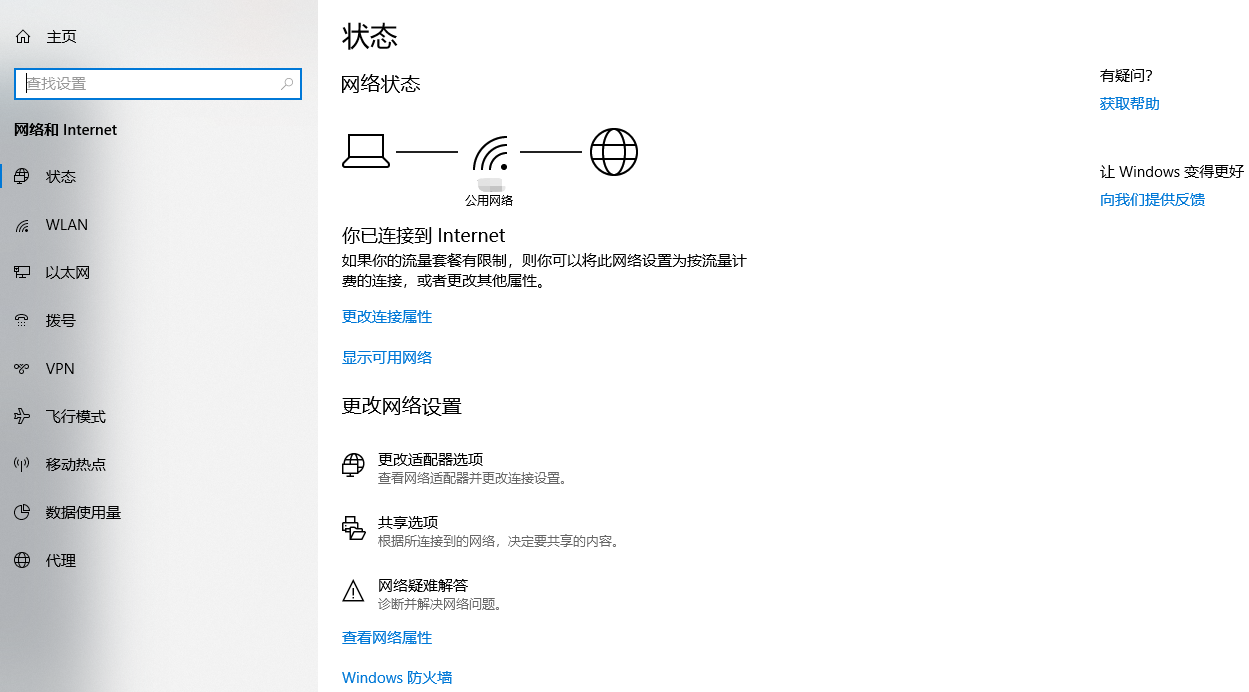 主页
查找设置
网络和 Internet
状态
WLAN
以太网
拨号
VPN
飞行模式
移动热点
数据使用量
代理
状态
网络状态
公用网络
你已连接到 Internet
如果你的流量套餐有限制，则你可以将此网络设置为按流量计
费的连接，或者更改其他属性。
更改连接属性
显示可用网络
更改网络设置
更改适配器选项
查看网络适配器并更改连接设置。
共享选项
根据所连接到的网络，决定要共享的内容。
网络疑难解答
诊断并解决网络问题。
查看网络属性
Windows 防火墙
有疑问?
获取帮助
让 Windows 变得更好
向我们提供反馈